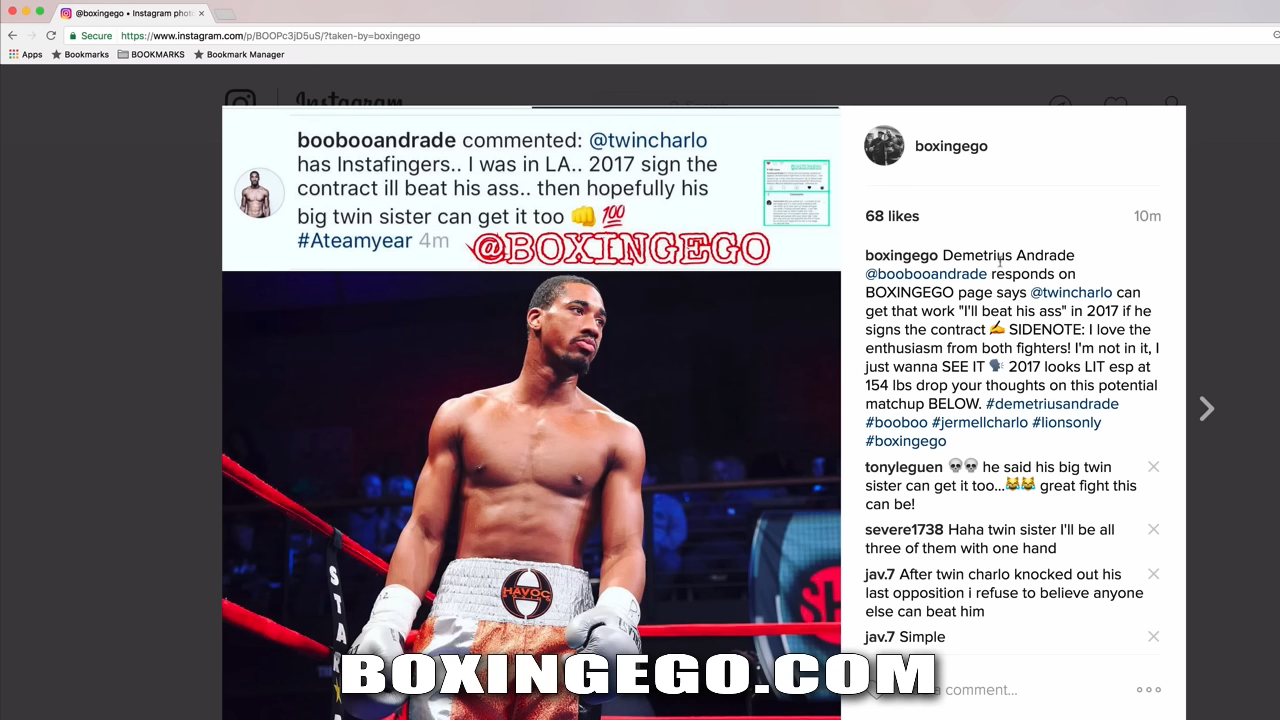 @boxingego • Instagram phot
Secure https://www.instagram.com/p/BOOPc3jD5uS/?taken-by=boxingego
Apps Bookmarks BOOKMARKS Bookmark Manager
Instagram
boobooandrade commented: @twincharlo
has Instafingers.. I was in LA.. 2017 sign the
contract ill beat his ass.. then hopefully his
big twin sister can get it too 👊 💯
#Ateamyear 4m
@BOXINGEGO
HAVOC
STAR
SH
boxingego
68 likes 10m
boxingego Demetrius Andrade
@boobooandrade responds on
BOXINGEGO page says @twincharlo can
get that work "I'll beat his ass" in 2017 if he
signs the contract ✍️ SIDENOTE: I love the
enthusiasm from both fighters! I'm not in it, I
just wanna SEE IT 🗣 2017 looks LIT esp at
154 lbs drop your thoughts on this potential
matchup BELOW. #demetriusandrade
#booboo #jermellcharlo #lionsonly
#boxingego
tonyleguen 💀💀 he said his big twin
sister can get it too...😹😹 great fight this
can be!
severe1738 Haha twin sister I'll be all
three of them with one hand
jav.7 After twin charlo knocked out his
last opposition i refuse to believe anyone
else can beat him
jav.7 Simple
a comment...
BOXINGEGO.COM